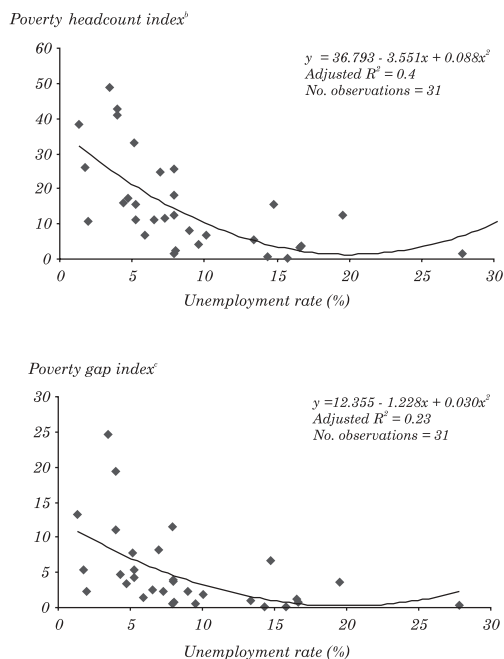 Poverty headcount indexᵇ
60
y = 36.793 - 3.551x + 0.088x²
Adjusted R² = 0.4
No. observations = 31
50
40
30
20
10
0
0 5 10 15 20 25 30
Unemployment rate (%)
Poverty gap indexᶜ
30
y =12.355 - 1.228x + 0.030x²
Adjusted R² = 0.23
No. observations = 31
25
20
15
10
5
0
0 5 10 15 20 25 30
Unemployment rate (%)